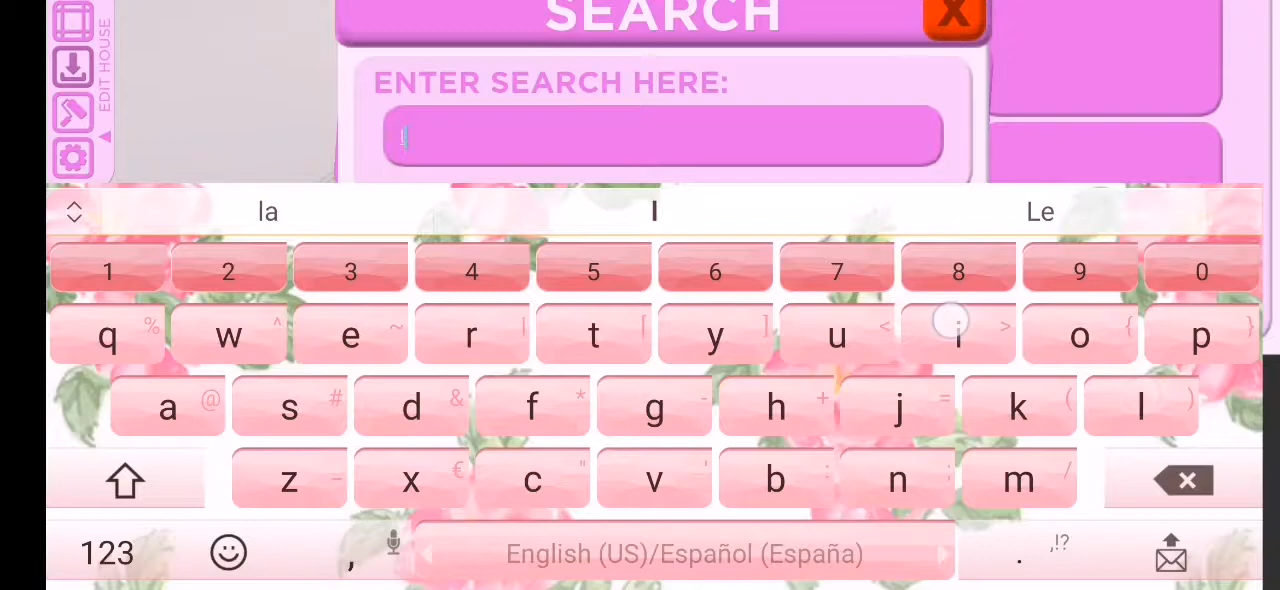 SEARCH
X
EDIT HOUSE
ENTER SEARCH HERE:
l
la l Le
1 2 3 4 5 6 7 8 9 0
q % w ^ e ~ r | t [ y ] u < i > o { p }
a @ s # d & f * g - h + j = k ( l )
z _ x € c " v ' b : n ; m /
123 , English (US)/Español (España) . ,!?